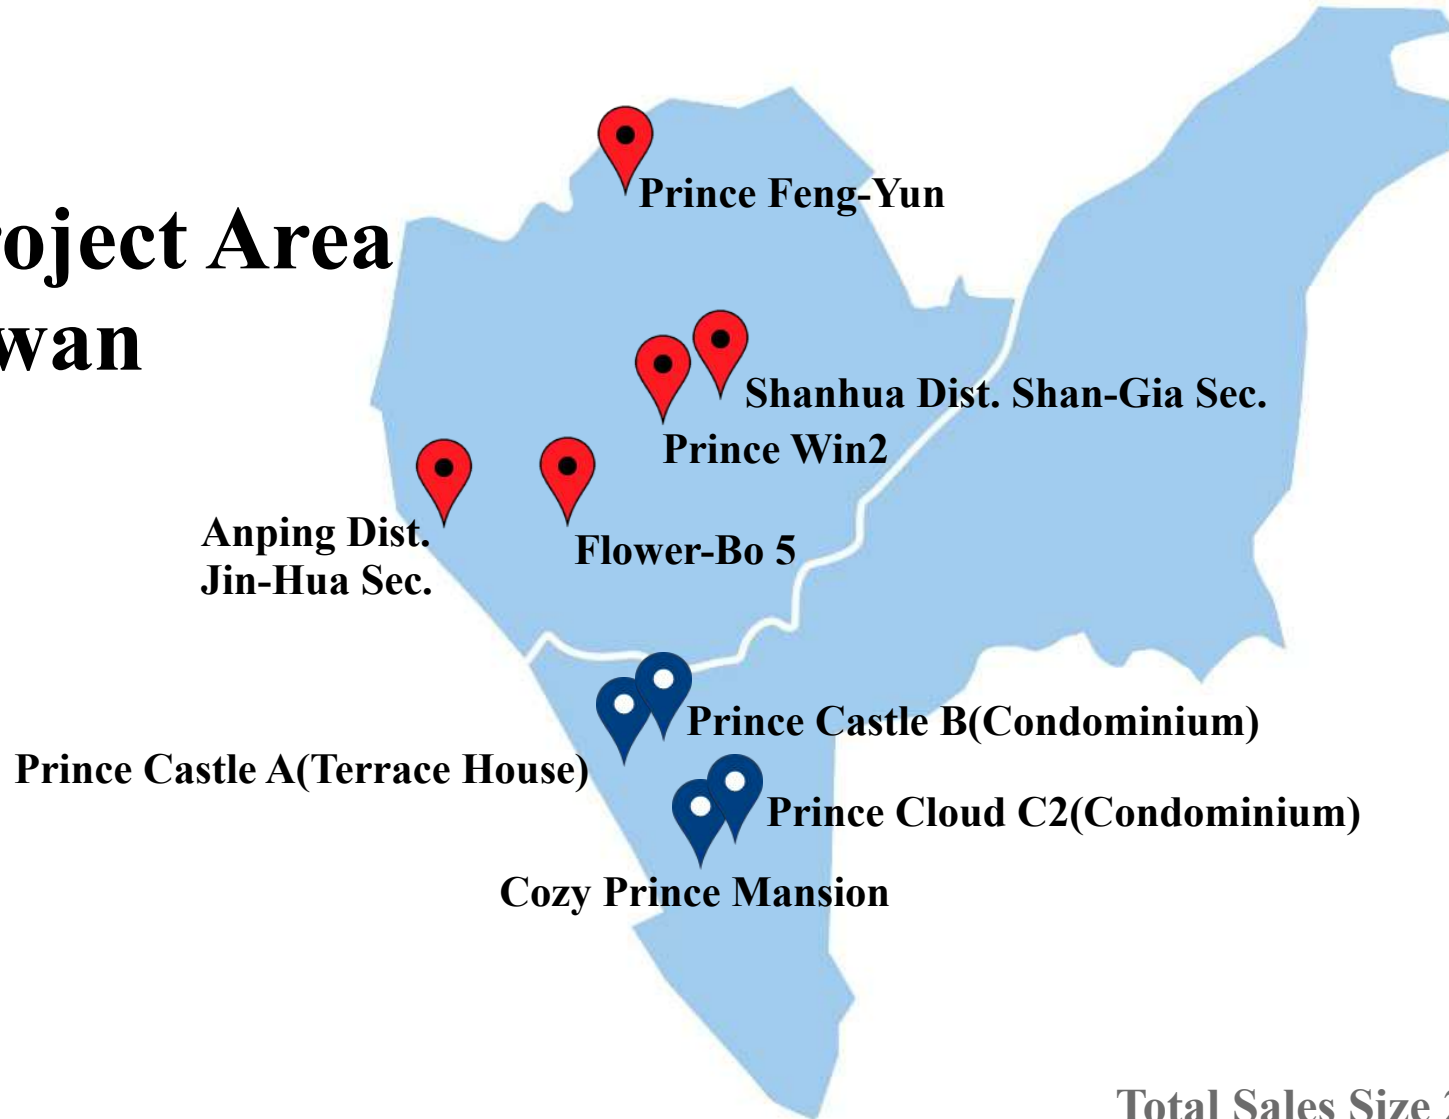 oject Area
wan
Prince Feng-Yun
Shanhua Dist. Shan-Gia Sec.
Prince Win2
Anping Dist.
Jin-Hua Sec.
Flower-Bo 5
Prince Castle B(Condominium)
Prince Castle A(Terrace House)
Prince Cloud C2(Condominium)
Cozy Prince Mansion
Total Sales Size